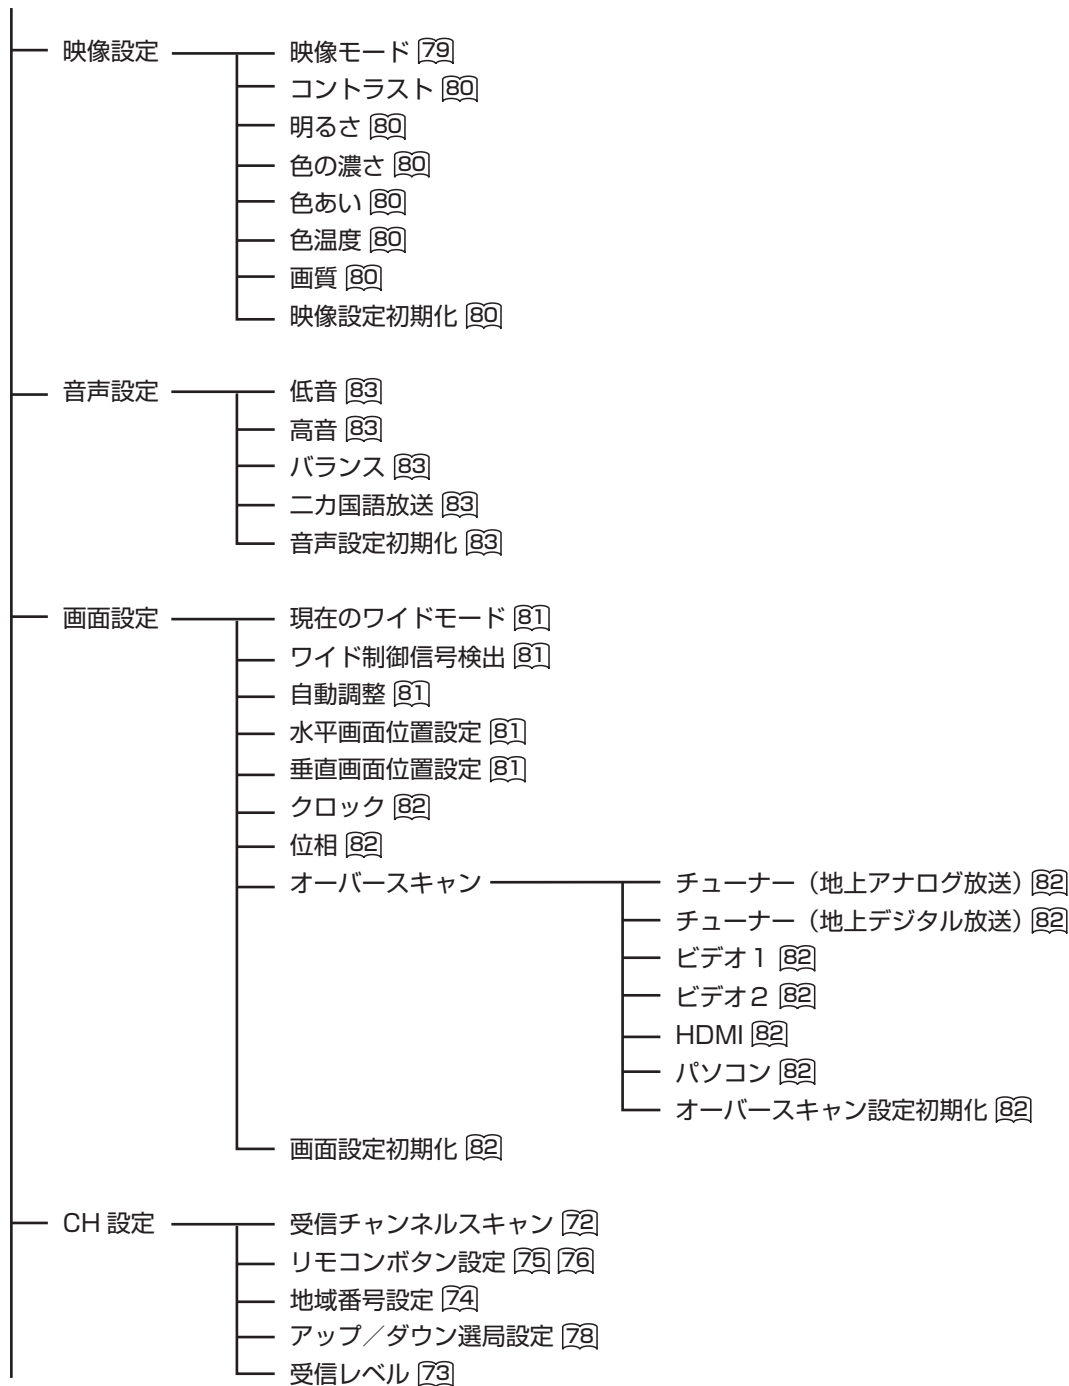 映像設定 映像モード 79
コントラスト 80
明るさ 80
色の濃さ 80
色あい 80
色温度 80
画質 80
映像設定初期化 80
音声設定 低音 83
高音 83
バランス 83
二カ国語放送 83
音声設定初期化 83
画面設定 現在のワイドモード 81
ワイド制御信号検出 81
自動調整 81
水平画面位置設定 81
垂直画面位置設定 81
クロック 82
位相 82
オーバースキャン チューナー（地上アナログ放送）82
チューナー（地上デジタル放送）82
ビデオ1 82
ビデオ2 82
HDMI 82
パソコン 82
オーバースキャン設定初期化 82
画面設定初期化 82
CH 設定 受信チャンネルスキャン 72
リモコンボタン設定 75 76
地域番号設定 74
アップ／ダウン選局設定 78
受信レベル 73